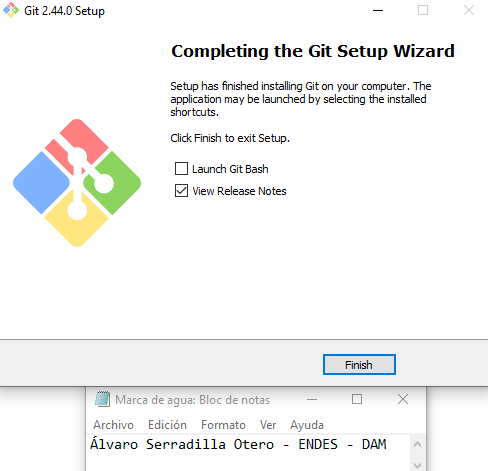 Git 2.44.0 Setup
Completing the Git Setup Wizard
Setup has finished installing Git on your computer. The
application may be launched by selecting the installed
shortcuts.
Click Finish to exit Setup.
Launch Git Bash
View Release Notes
Finish
Marca de agua: Bloc de notas
Archivo Edición Formato Ver Ayuda
Álvaro Serradilla Otero - ENDES - DAM